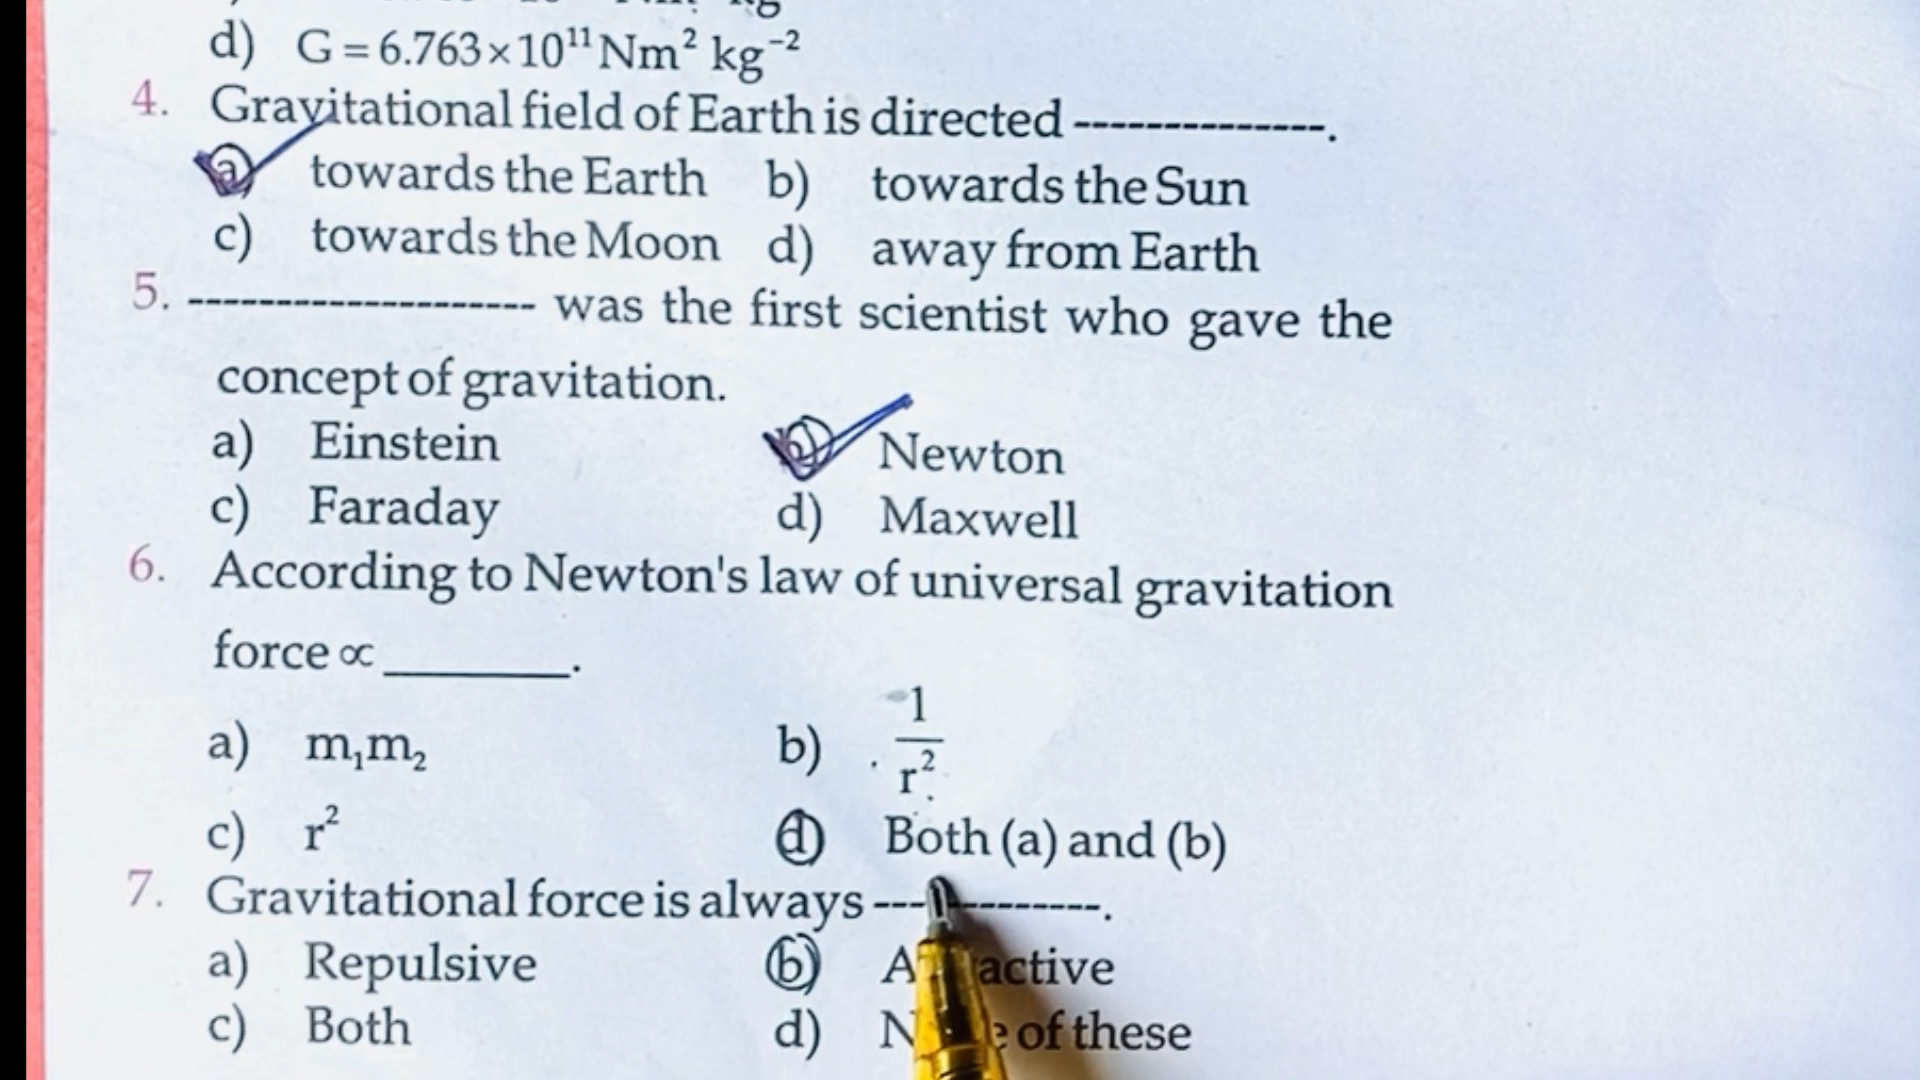 d) G = 6.763×10¹¹ Nm² kg⁻²
4. Gravitational field of Earth is directed --------------.
a) towards the Earth b) towards the Sun
c) towards the Moon d) away from Earth
5. -------------------- was the first scientist who gave the
concept of gravitation.
a) Einstein b) Newton
c) Faraday d) Maxwell
6. According to Newton's law of universal gravitation
force ∝ ________.
a) m₁m₂ b) 1/r²
c) r² d) Both (a) and (b)
7. Gravitational force is always -------------.
a) Repulsive b)
c) Both d) of these